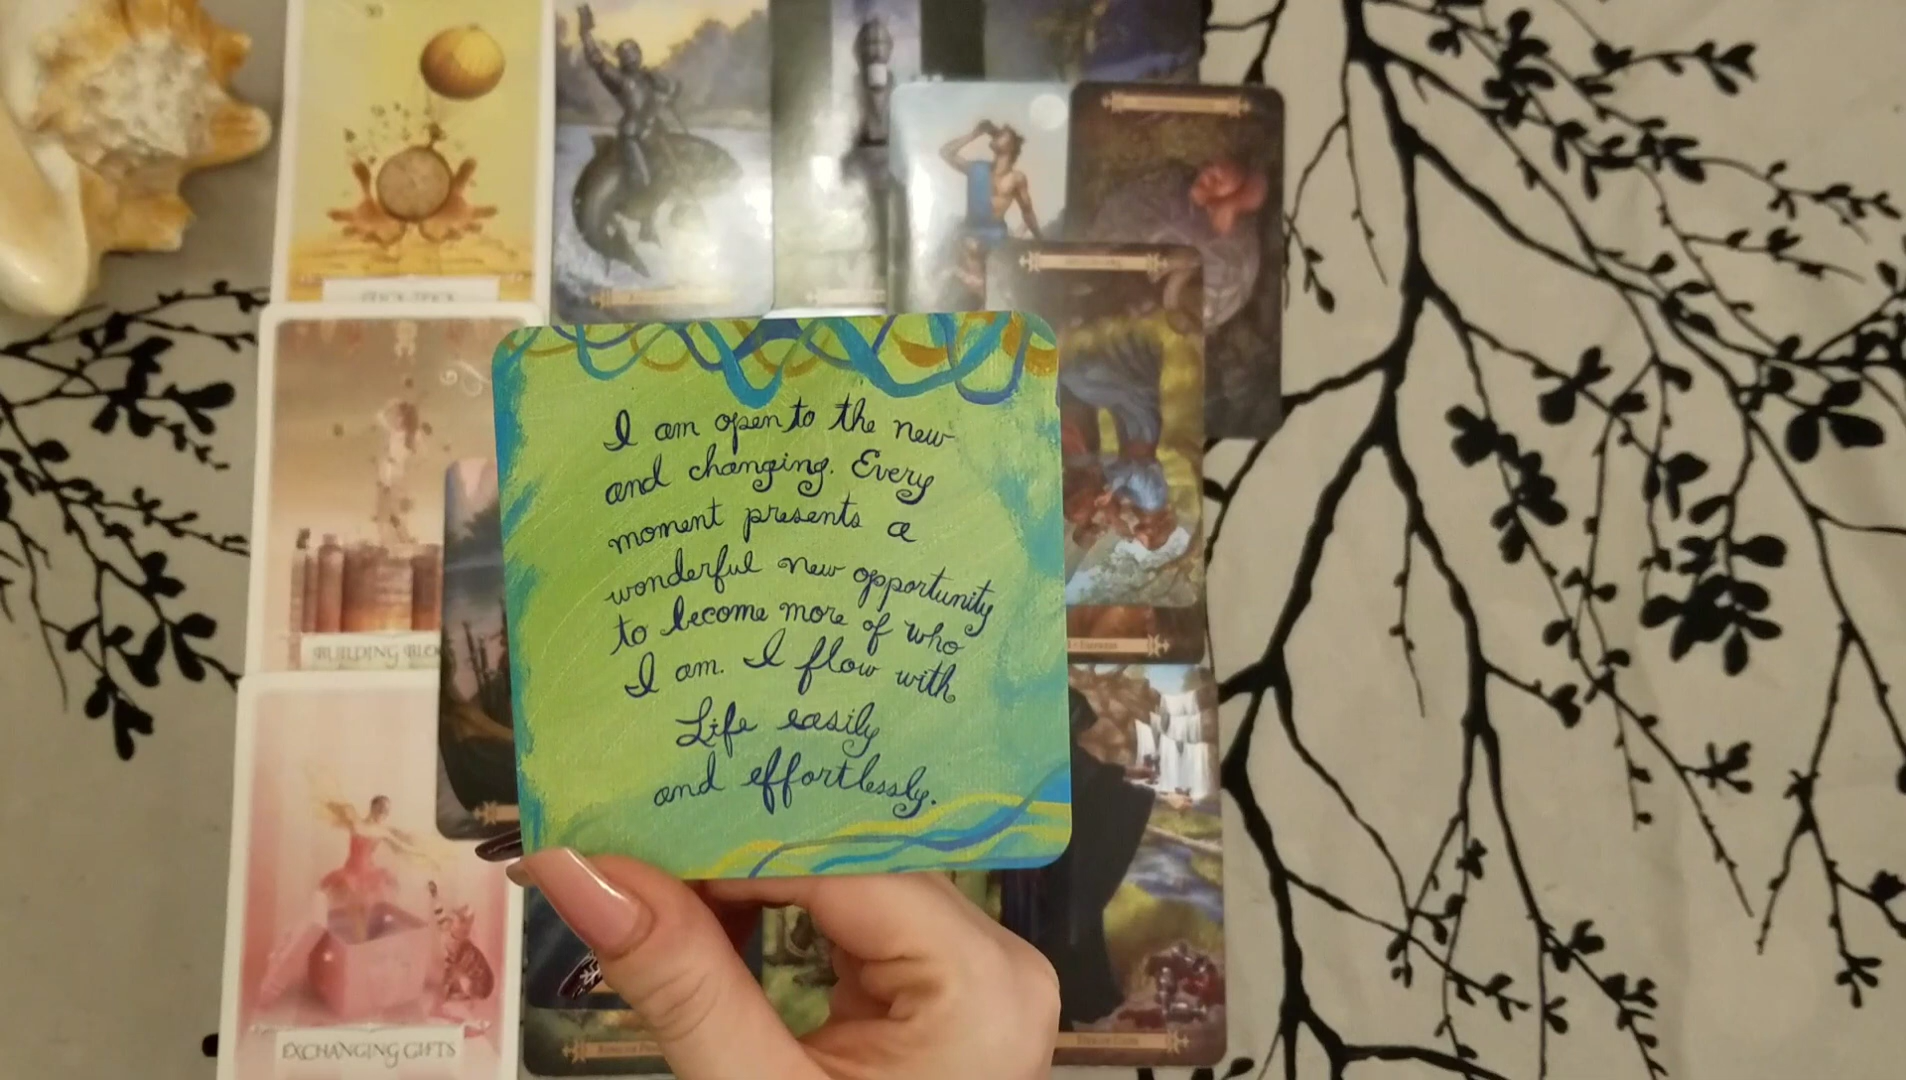 I am open to the new
and changing. Every
moment presents a
wonderful new opportunity
to become more of who
I am. I flow with
Life easily
and effortlessly.
BUILDING BLO
EXCHANGING GIFTS